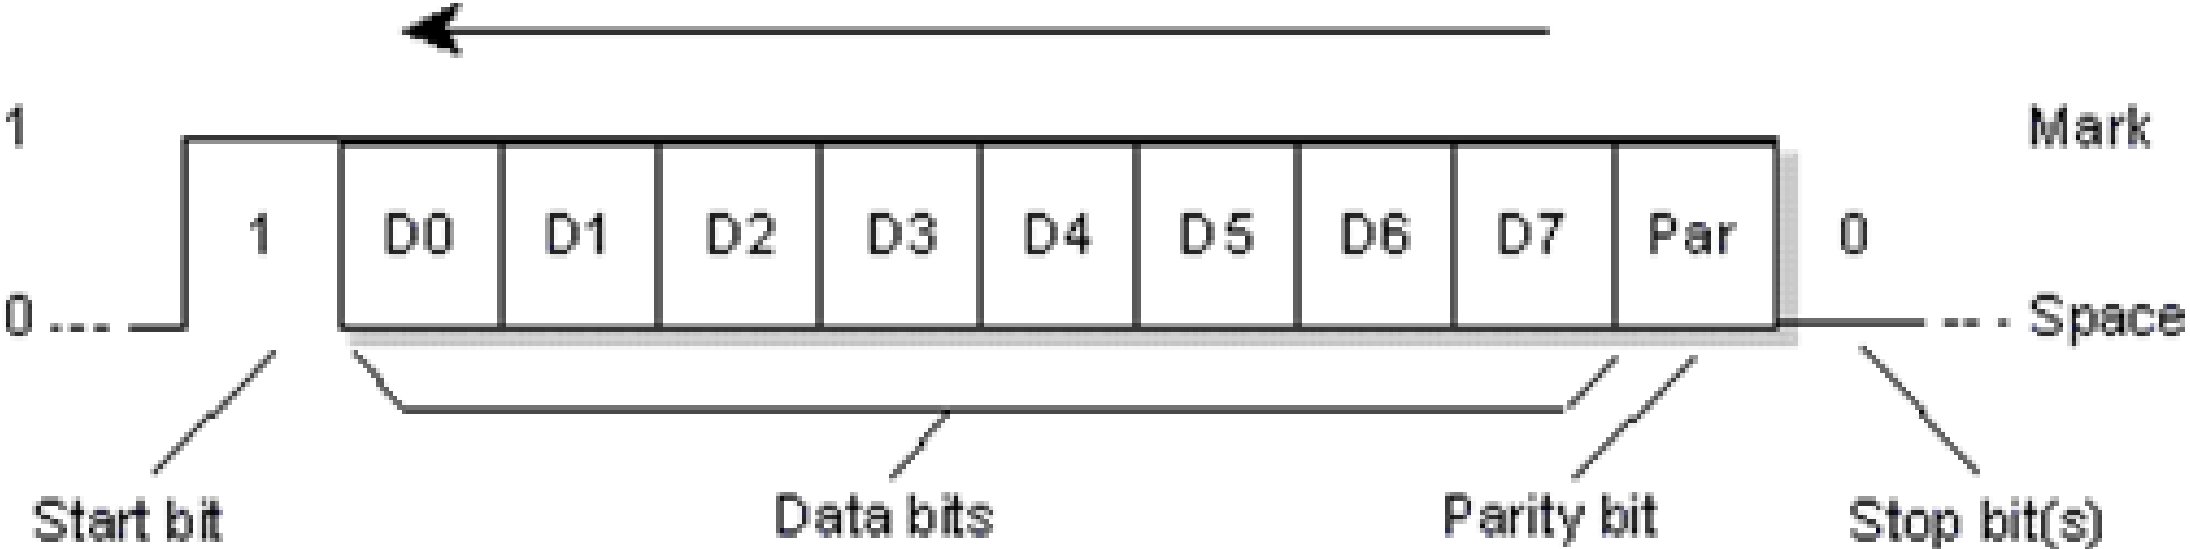 1 Mark
1 D0 D1 D2 D3 D4 D5 D6 D7 Par 0
0 Space
Start bit Data bits Parity bit Stop bit(s)